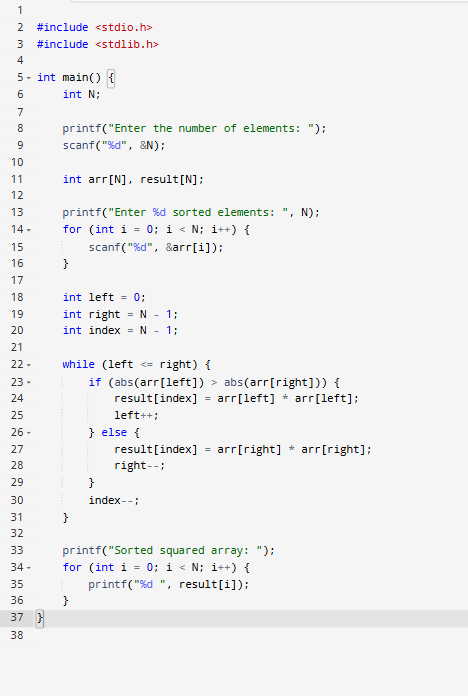 1
2 #include <stdio.h>
3 #include <stdlib.h>
4
5 int main() {
6     int N;
7
8     printf("Enter the number of elements: ");
9     scanf("%d", &N);
10
11     int arr[N], result[N];
12
13     printf("Enter %d sorted elements: ", N);
14     for (int i = 0; i < N; i++) {
15         scanf("%d", &arr[i]);
16     }
17
18     int left = 0;
19     int right = N - 1;
20     int index = N - 1;
21
22     while (left <= right) {
23         if (abs(arr[left]) > abs(arr[right])) {
24             result[index] = arr[left] * arr[left];
25             left++;
26         } else {
27             result[index] = arr[right] * arr[right];
28             right--;
29         }
30         index--;
31     }
32
33     printf("Sorted squared array: ");
34     for (int i = 0; i < N; i++) {
35         printf("%d ", result[i]);
36     }
37 }
38